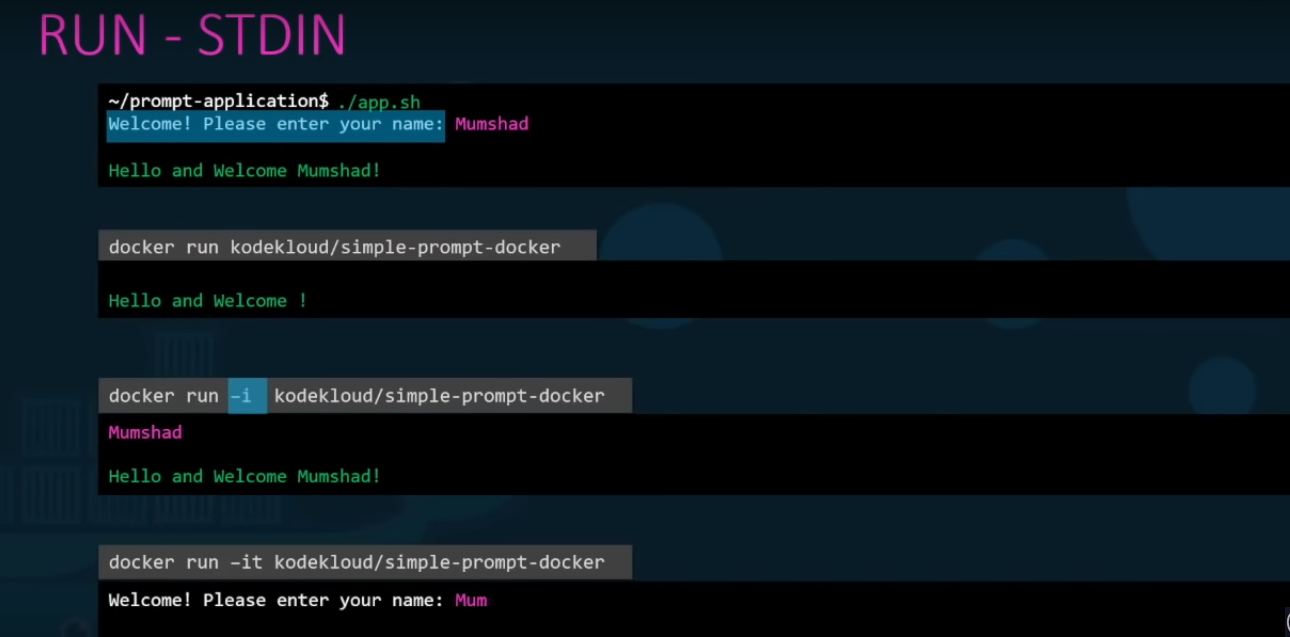 RUN - STDIN
~/prompt-application$ ./app.sh
Welcome! Please enter your name: Mumshad
Hello and Welcome Mumshad!
docker run kodekloud/simple-prompt-docker
Hello and Welcome !
docker run –i kodekloud/simple-prompt-docker
Mumshad
Hello and Welcome Mumshad!
docker run –it kodekloud/simple-prompt-docker
Welcome! Please enter your name: Mum